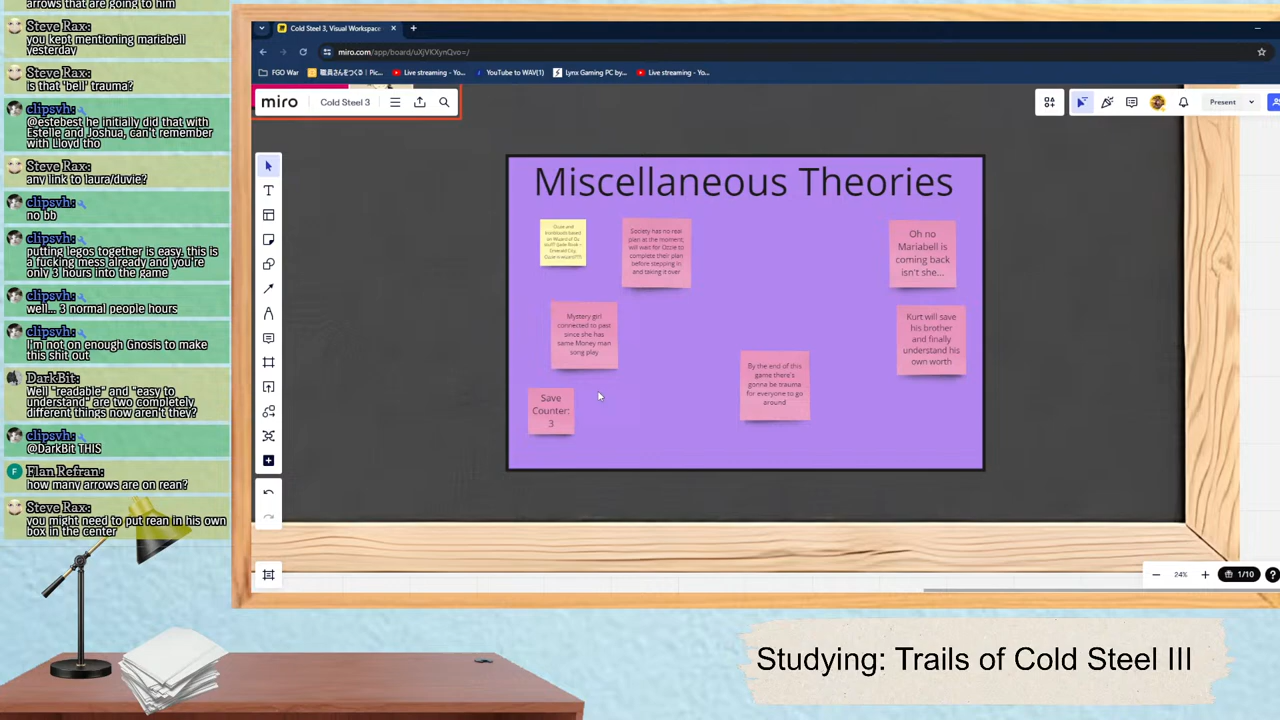 arrows that are going to him
Steve Rax:
you kept mentioning mariabell
yesterday
Steve Rax:
is that 'bell' trauma?
clipsvh:
@estebest he initially did that with
Estelle and Joshua, can't remember
with Lloyd tho
Steve Rax:
any link to laura/duvie?
clipsvh:
no bb
clipsvh:
putting legos together is easy. this is
a fucking mess already and you're
only 3 hours into the game
clipsvh:
well... 3 normal people hours
clipsvh:
I'm not on enough Gnosis to make
this shit out
DarkBit:
Well "readable" and "easy to
understand" are two completely
different things now aren't they?
clipsvh:
@DarkBit THIS
F
Flan Refran:
how many arrows are on rean?
Steve Rax:
you might need to put rean in his own
box in the center
Cold Steel 3, Visual Workspace
miro.com/app/board/uXjVKXynQvo=/
FGO War
職員さんをつくる | Pic...
Live streaming - Yo...
YouTube to WAV(1)
Lynx Gaming PC by...
Live streaming - Yo...
miro
Cold Steel 3
Present
Miscellaneous Theories
Society has no real
plan at the moment,
will wait for Ozzie to
complete their plan
before stepping in
and taking it over
Oh no
Mariabell is
coming back
isn't she...
Mystery girl
connected to past
since she has
same Money man
song play
Kurt will save
his brother
and finally
understand his
own worth
By the end of this
game there's
gonna be trauma
for everyone to go
around
Save
Counter:
3
24%
1/10
?
Studying: Trails of Cold Steel III